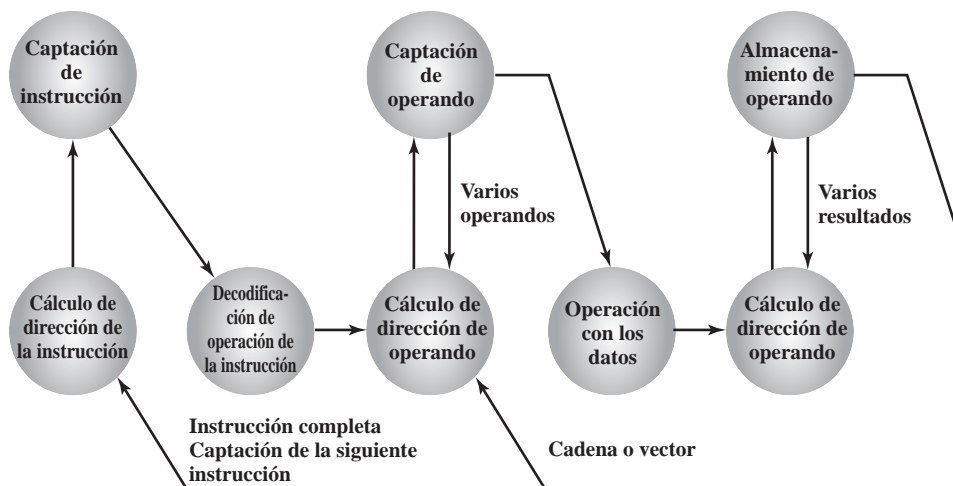 Captación
de
instrucción
Captación
de
operando
Almacena-
miento de
operando
Varios
operandos
Varios
resultados
Cálculo de
dirección de
la instrucción
Decodifica-
ción de
operación de
la instrucción
Cálculo de
dirección de
operando
Operación
con los
datos
Cálculo de
dirección de
operando
Instrucción completa
Captación de la siguiente
instrucción
Cadena o vector